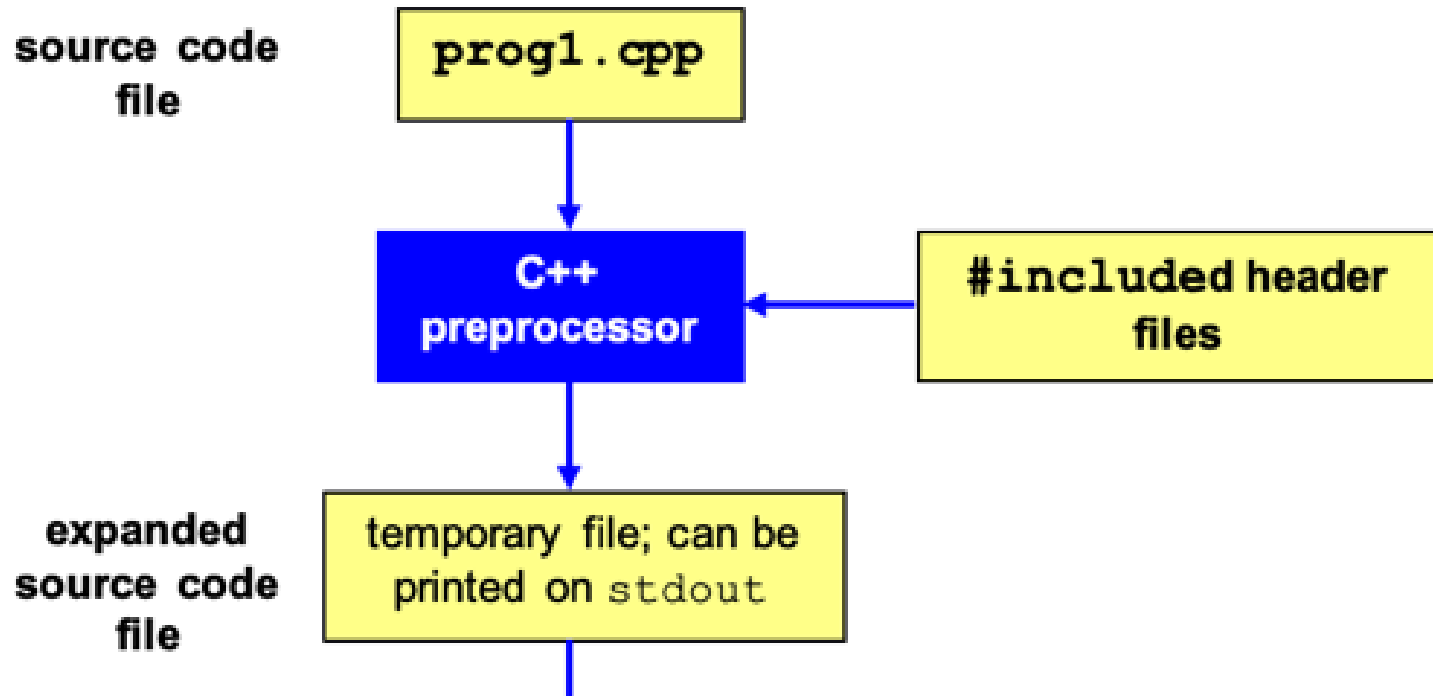 source code
file
prog1.cpp
C++
preprocessor
#included header
files
expanded
source code
file
temporary file; can be
printed on stdout